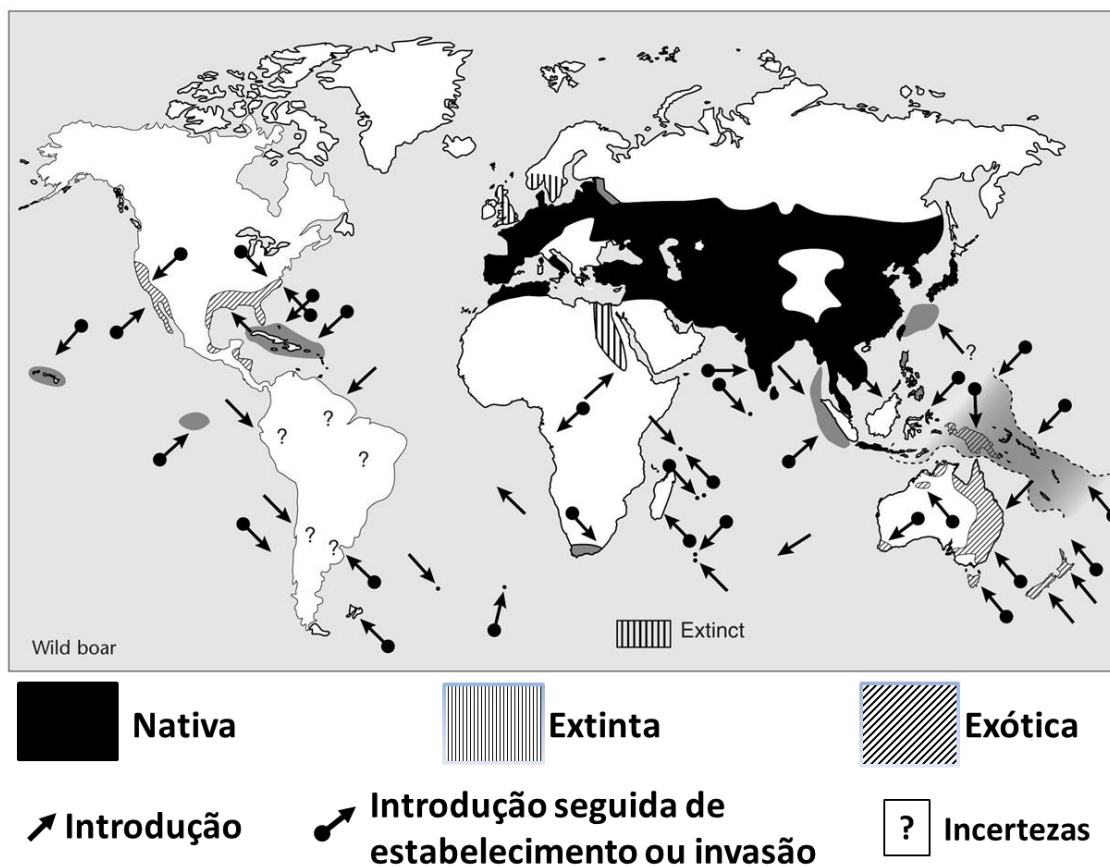 ?
?
?
?
?
?
Wild boar
Extinct
Nativa
Extinta
Exótica
Introdução
Introdução seguida de
estabelecimento ou invasão
?
Incertezas